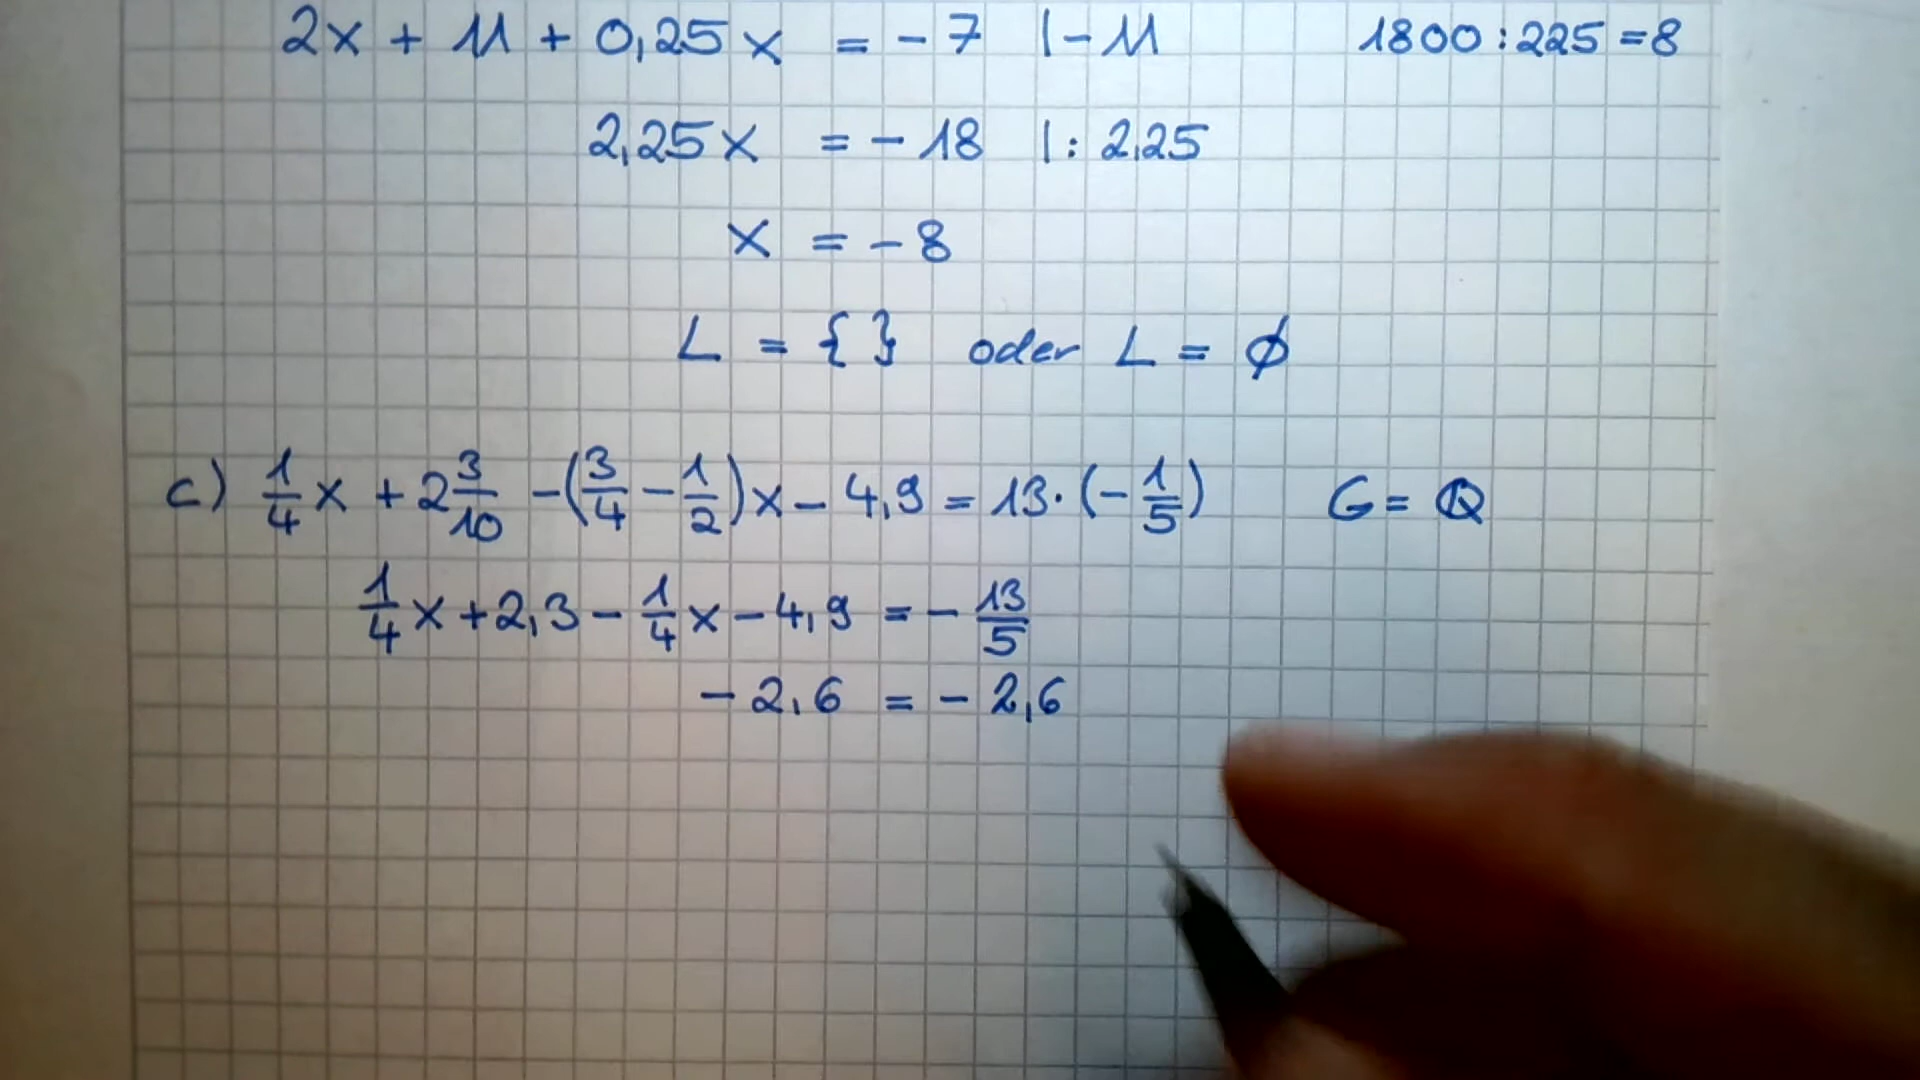 2x + 11 + 0,25x = -7 |-11 1800:225=8
2,25x = -18 |: 2,25
x = -8
L = { } oder L = ∅
c) 1/4 x + 2 3/10 - (3/4 - 1/2)x - 4,9 = 13·(-1/5) G = ℚ
1/4 x + 2,3 - 1/4 x - 4,9 = - 13/5
-2,6 = -2,6